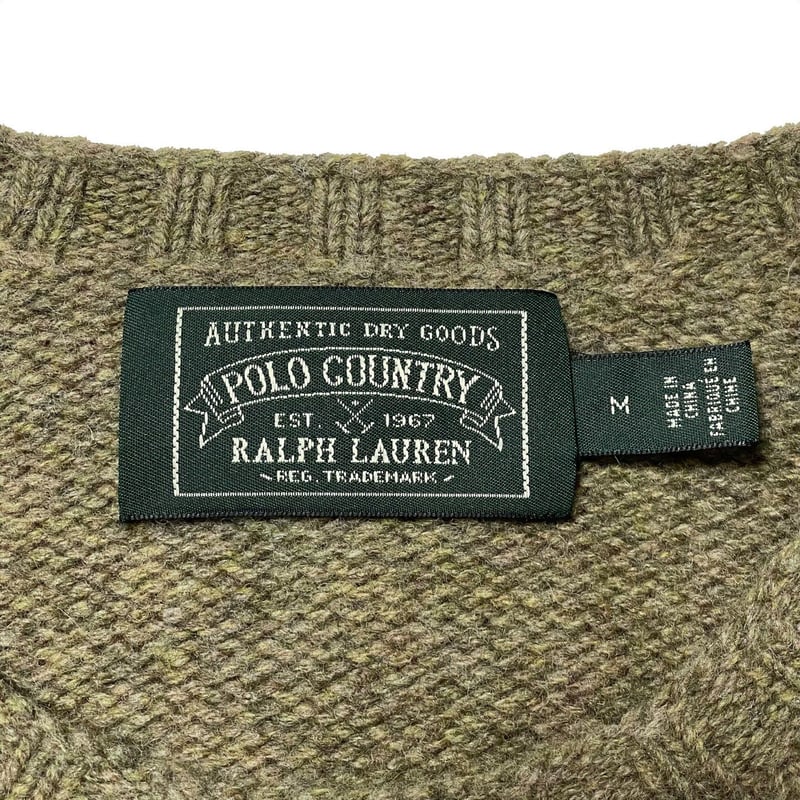 AUTHENTIC DRY GOODS
POLO COUNTRY
EST. 1967
RALPH LAUREN
REG. TRADEMARK
M
MADE IN
CHINA
FABRIQUÉ EN
CHINE